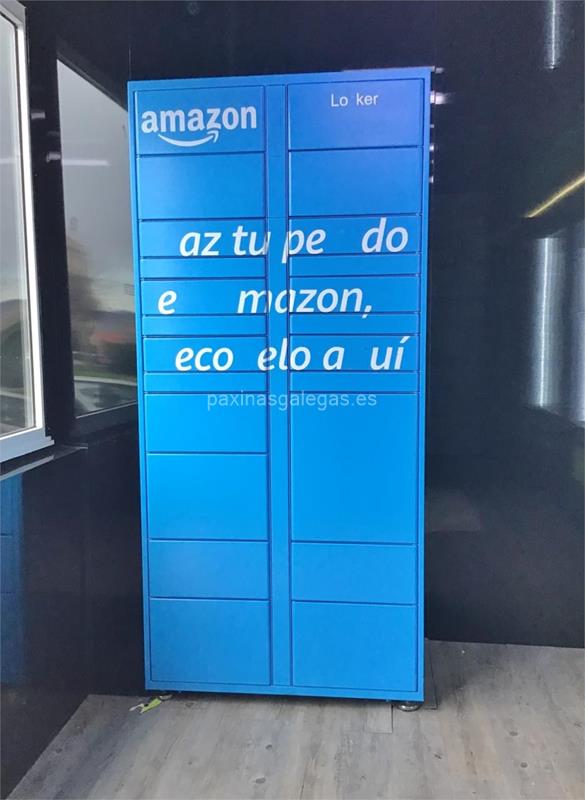 amazon
Lo ker
az tu pe do
e mazon,
eco elo a uí
paxinasgalegas.es